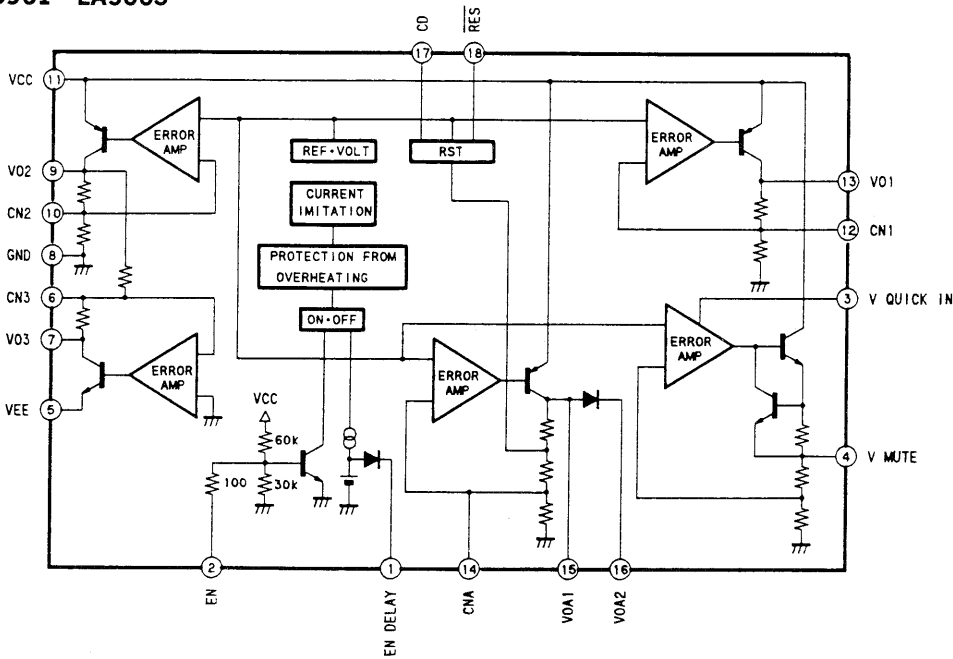 CD
RES
17
18
VCC
11
ERROR
AMP
REF·VOLT
RST
ERROR
AMP
VO2
9
CN2
10
GND
8
CURRENT
IMITATION
PROTECTION FROM
OVERHEATING
13
VO1
12
CN1
CN3
6
VO3
7
VEE
5
ERROR
AMP
ON·OFF
3
V QUICK IN
ERROR
AMP
ERROR
AMP
VCC
60k
100
30k
4
V MUTE
2
1
14
15
16
EN
EN DELAY
CNA
VOA1
VOA2